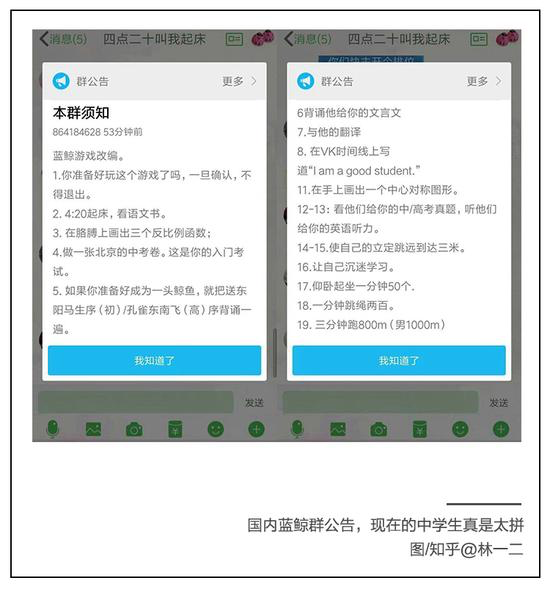 消息(5)
四点二十叫我起床
群公告
更多
本群须知
864184628 53分钟前
蓝鲸游戏改编。
1.你准备好玩这个游戏了吗，一旦确认，不
得退出。
2. 4:20起床，看语文书。
3. 在胳膊上画出三个反比例函数；
4.做一张北京的中考卷。这是你的入门考
试。
5. 如果你准备好成为一头鲸鱼，就把送东
阳马生序（初）/孔雀东南飞（高）序背诵一
遍。
我知道了
发送
消息(5)
四点二十叫我起床
群公告
更多
6背诵他给你的文言文
7.与他的翻译
8. 在VK时间线上写
道“I am a good student.”
11.在手上画出一个中心对称图形。
12-13: 看他们给你的中/高考真题，听他们
给你的英语听力。
14-15.使自己的立定跳远到达三米。
16.让自己沉迷学习。
17.仰卧起坐一分钟50个.
18.一分钟跳绳两百。
19. 三分钟跑800m（男1000m）
我知道了
发送
国内蓝鲸群公告，现在的中学生真是太拼
图/知乎@林一二